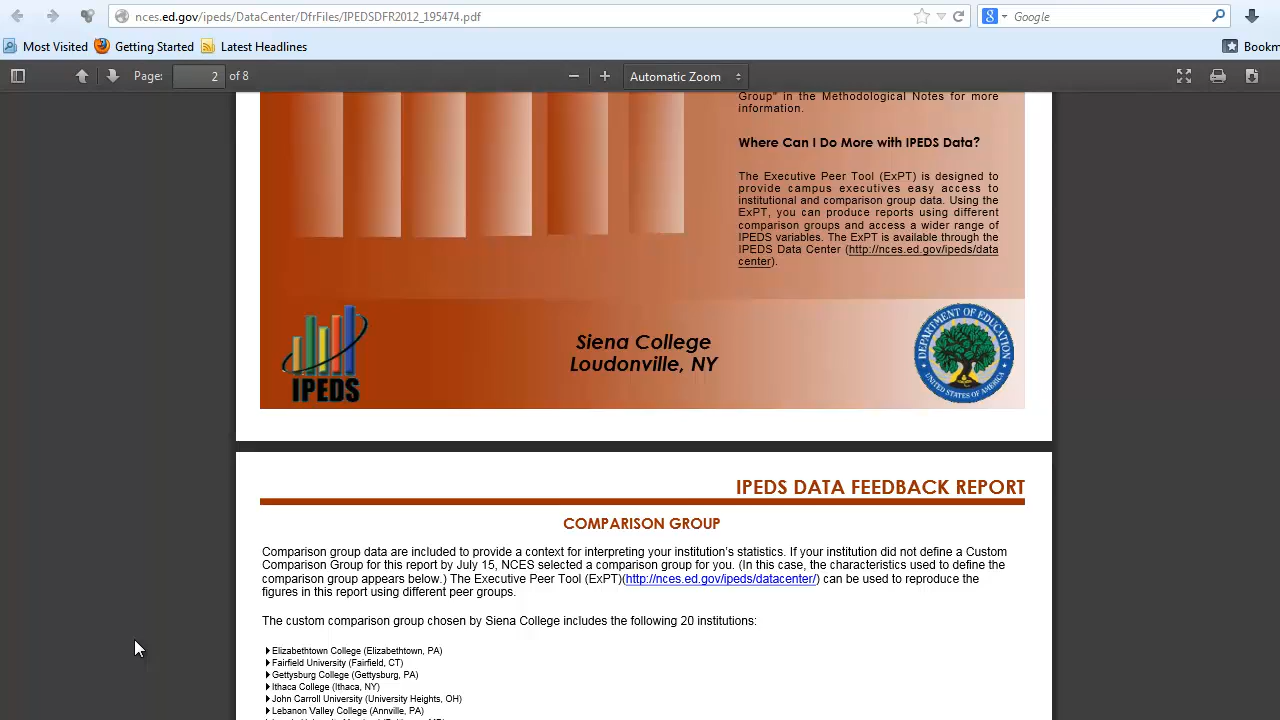 nces.ed.gov/ipeds/DataCenter/DfrFiles/IPEDSDFR2012_195474.pdf
Google
Most Visited
Getting Started
Latest Headlines
Bookm
Page: 2 of 8
Automatic Zoom
Group" in the Methodological Notes for more
information.
Where Can I Do More with IPEDS Data?
The Executive Peer Tool (ExPT) is designed to
provide campus executives easy access to
institutional and comparison group data. Using the
ExPT, you can produce reports using different
comparison groups and access a wider range of
IPEDS variables. The ExPT is available through the
IPEDS Data Center (http://nces.ed.gov/ipeds/data
center).
IPEDS
Siena College
Loudonville, NY
DEPARTMENT OF EDUCATION
UNITED STATES OF AMERICA
IPEDS DATA FEEDBACK REPORT
COMPARISON GROUP
Comparison group data are included to provide a context for interpreting your institution's statistics. If your institution did not define a Custom
Comparison Group for this report by July 15, NCES selected a comparison group for you. (In this case, the characteristics used to define the
comparison group appears below.) The Executive Peer Tool (ExPT)(http://nces.ed.gov/ipeds/datacenter/) can be used to reproduce the
figures in this report using different peer groups.
The custom comparison group chosen by Siena College includes the following 20 institutions:
Elizabethtown College (Elizabethtown, PA)
Fairfield University (Fairfield, CT)
Gettysburg College (Gettysburg, PA)
Ithaca College (Ithaca, NY)
John Carroll University (University Heights, OH)
Lebanon Valley College (Annville, PA)